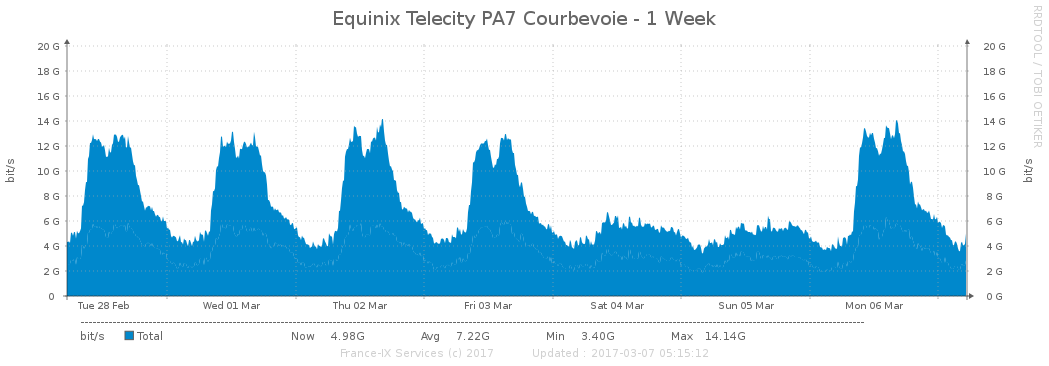 Equinix Telecity PA7 Courbevoie - 1 Week
RRDTOOL / TOBI OETIKER
bit/s
bit/s
20 G 20 G
18 G 18 G
16 G 16 G
14 G 14 G
12 G 12 G
10 G 10 G
8 G 8 G
6 G 6 G
4 G 4 G
2 G 2 G
0 0 G
Tue 28 Feb Wed 01 Mar Thu 02 Mar Fri 03 Mar Sat 04 Mar Sun 05 Mar Mon 06 Mar
bit/s Total Now 4.98G Avg 7.22G Min 3.40G Max 14.14G
France-IX Services (c) 2017 Updated : 2017-03-07 05:15:12